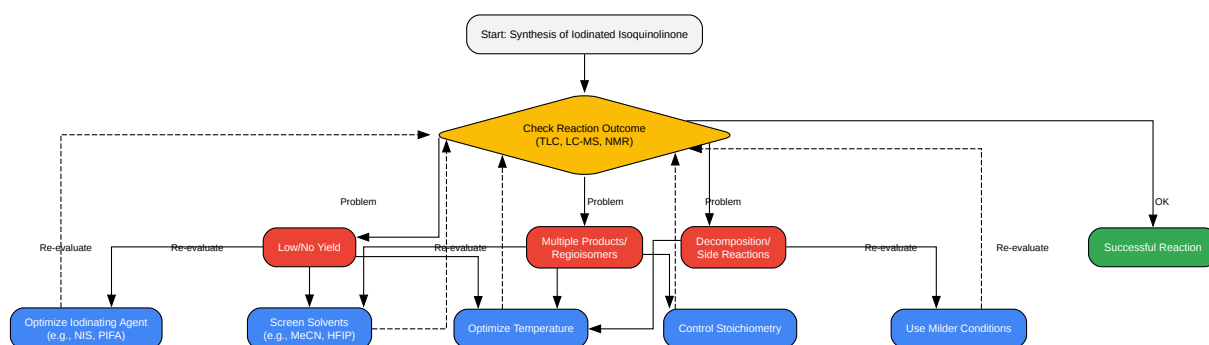 Start: Synthesis of Iodinated Isoquinolinone
Check Reaction Outcome
(TLC, LC-MS, NMR)
Problem
Problem
Problem
OK
Re-evaluate
Re-evaluate
Low/No Yield
Re-evaluate
Multiple Products/
Regioisomers
Decomposition/
Side Reactions
Re-evaluate
Re-evaluate
Successful Reaction
Optimize Iodinating Agent
(e.g., NIS, PIFA)
Screen Solvents
(e.g., MeCN, HFIP)
Optimize Temperature
Control Stoichiometry
Use Milder Conditions